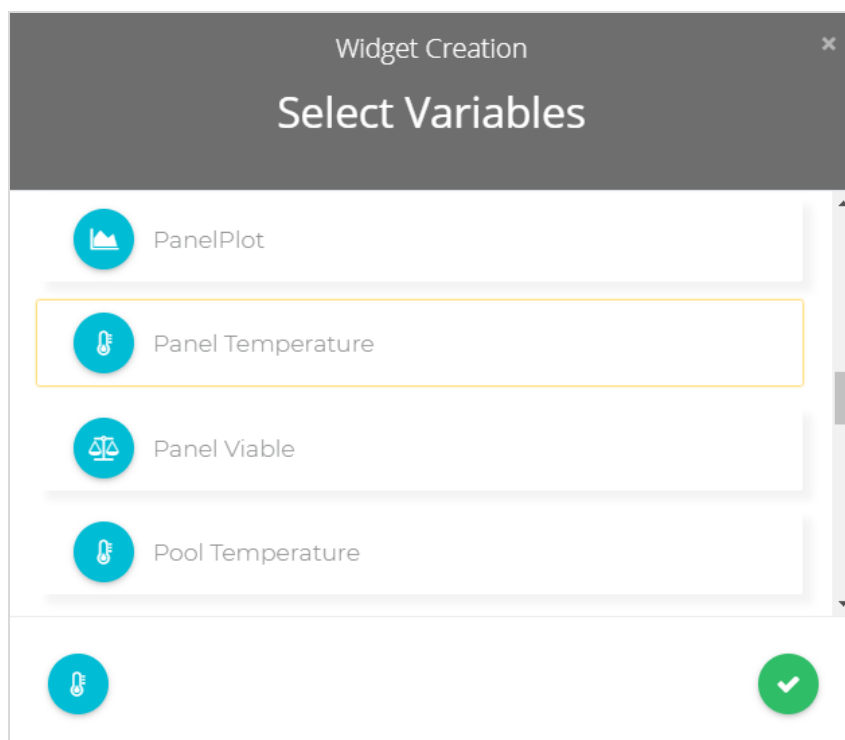 Widget Creation
Select Variables
PanelPlot
Panel Temperature
Panel Viable
Pool Temperature